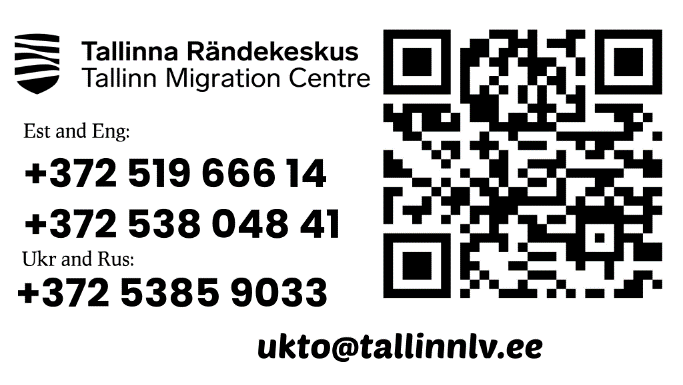 Tallinna Rändekeskus
Tallinn Migration Centre
Est and Eng:
+372 519 666 14
+372 538 048 41
Ukr and Rus:
+372 5385 9033
ukto@tallinnlv.ee